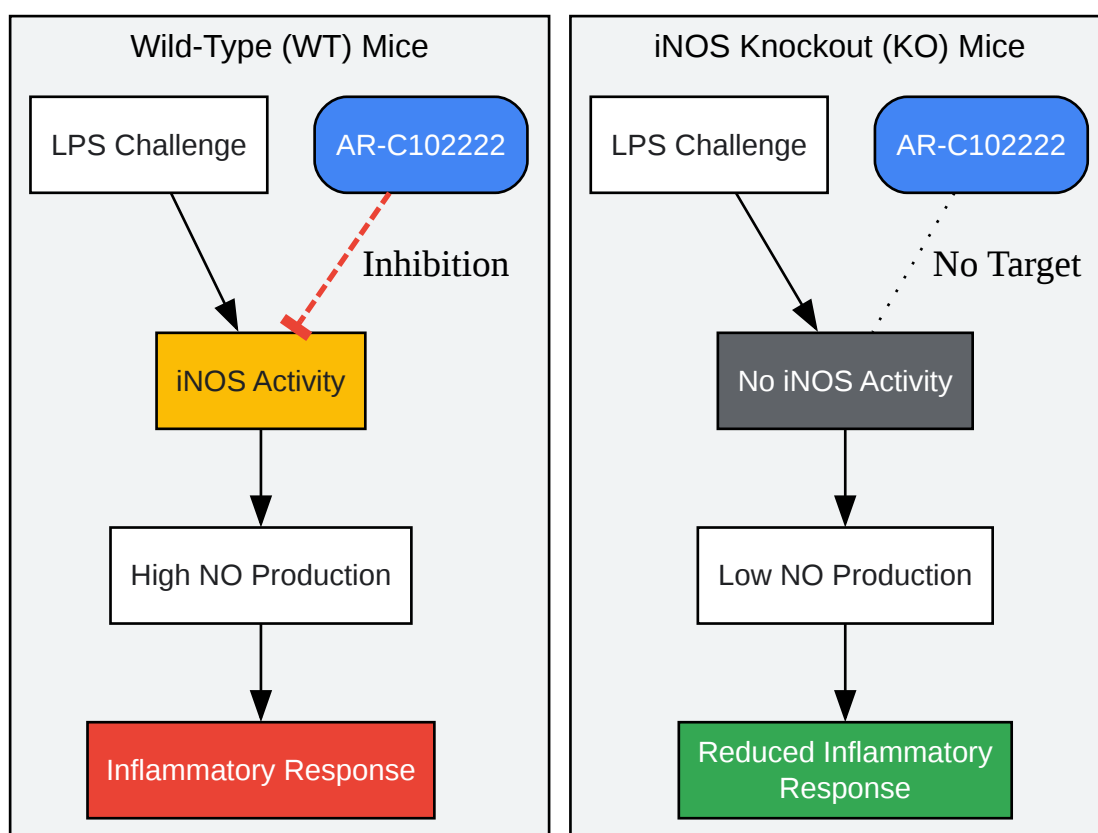 Wild-Type (WT) Mice
LPS Challenge
AR-C102222
Inhibition
iNOS Activity
High NO Production
Inflammatory Response
iNOS Knockout (KO) Mice
LPS Challenge
AR-C102222
No Target
No iNOS Activity
Low NO Production
Reduced Inflammatory
Response